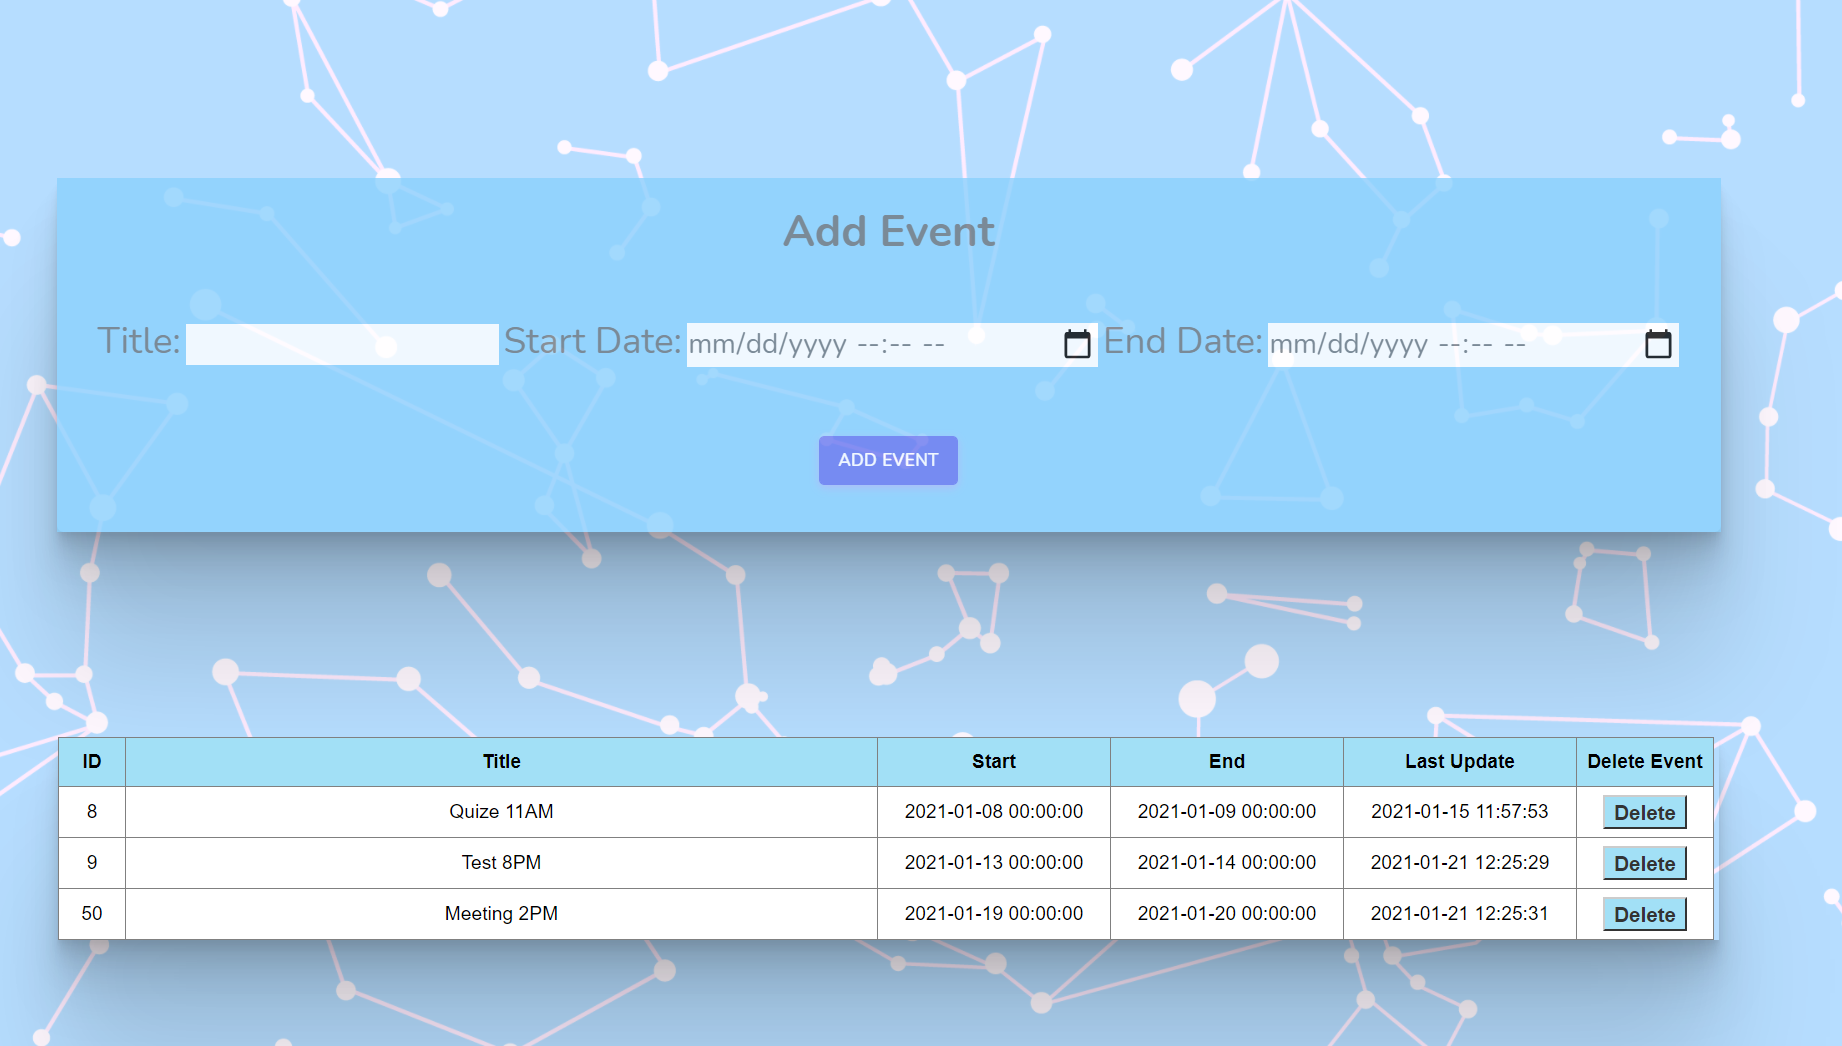 Add Event
Title: Start Date: mm/dd/yyyy --:-- -- End Date: mm/dd/yyyy --:-- --
ADD EVENT
ID Title Start End Last Update Delete Event
8 Quize 11AM 2021-01-08 00:00:00 2021-01-09 00:00:00 2021-01-15 11:57:53 Delete
9 Test 8PM 2021-01-13 00:00:00 2021-01-14 00:00:00 2021-01-21 12:25:29 Delete
50 Meeting 2PM 2021-01-19 00:00:00 2021-01-20 00:00:00 2021-01-21 12:25:31 Delete